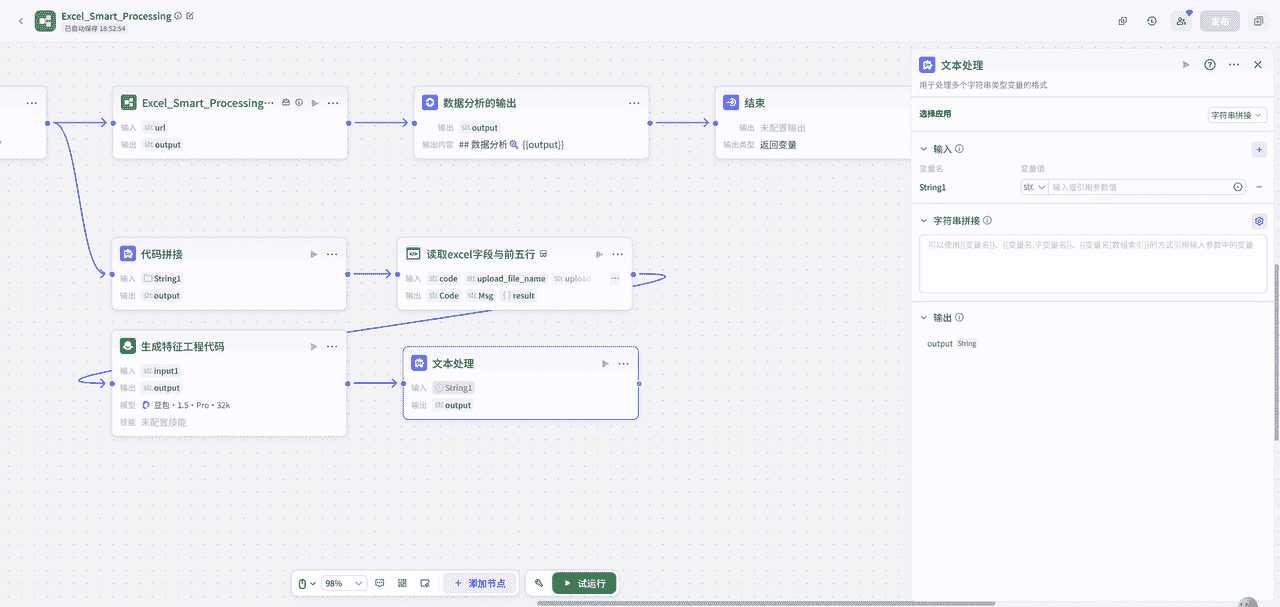 Excel_Smart_Processing
已自动保存 18:52:54
发布
Excel_Smart_Processing···
输入 str. url
输出 str. output
数据分析的输出
输出 str. output
输出内容 ## 数据分析🔍 {{output}}
结束
输出 未配置输出
输出类型 返回变量
代码拼接
输入 String1
输出 str. output
读取excel字段与前五行
输入 str. code str. upload_file_name str. upload
输出 str. Code str. Msg { } result
生成特征工程代码
输入 str. input1
输出 str. output
模型 豆包·1.5·Pro·32k
技能 未配置技能
文本处理
输入 String1
输出 str. output
98%
+ 添加节点
试运行
文本处理
用于处理多个字符串类型变量的格式
选择应用
字符串拼接
输入
+
变量名 变量值
String1 str. 输入或引用参数值
字符串拼接
可以使用{{变量名}}、{{变量名.子变量名}}、{{变量名[数组索引]}}的方式引用输入参数中的变量
输出
output String